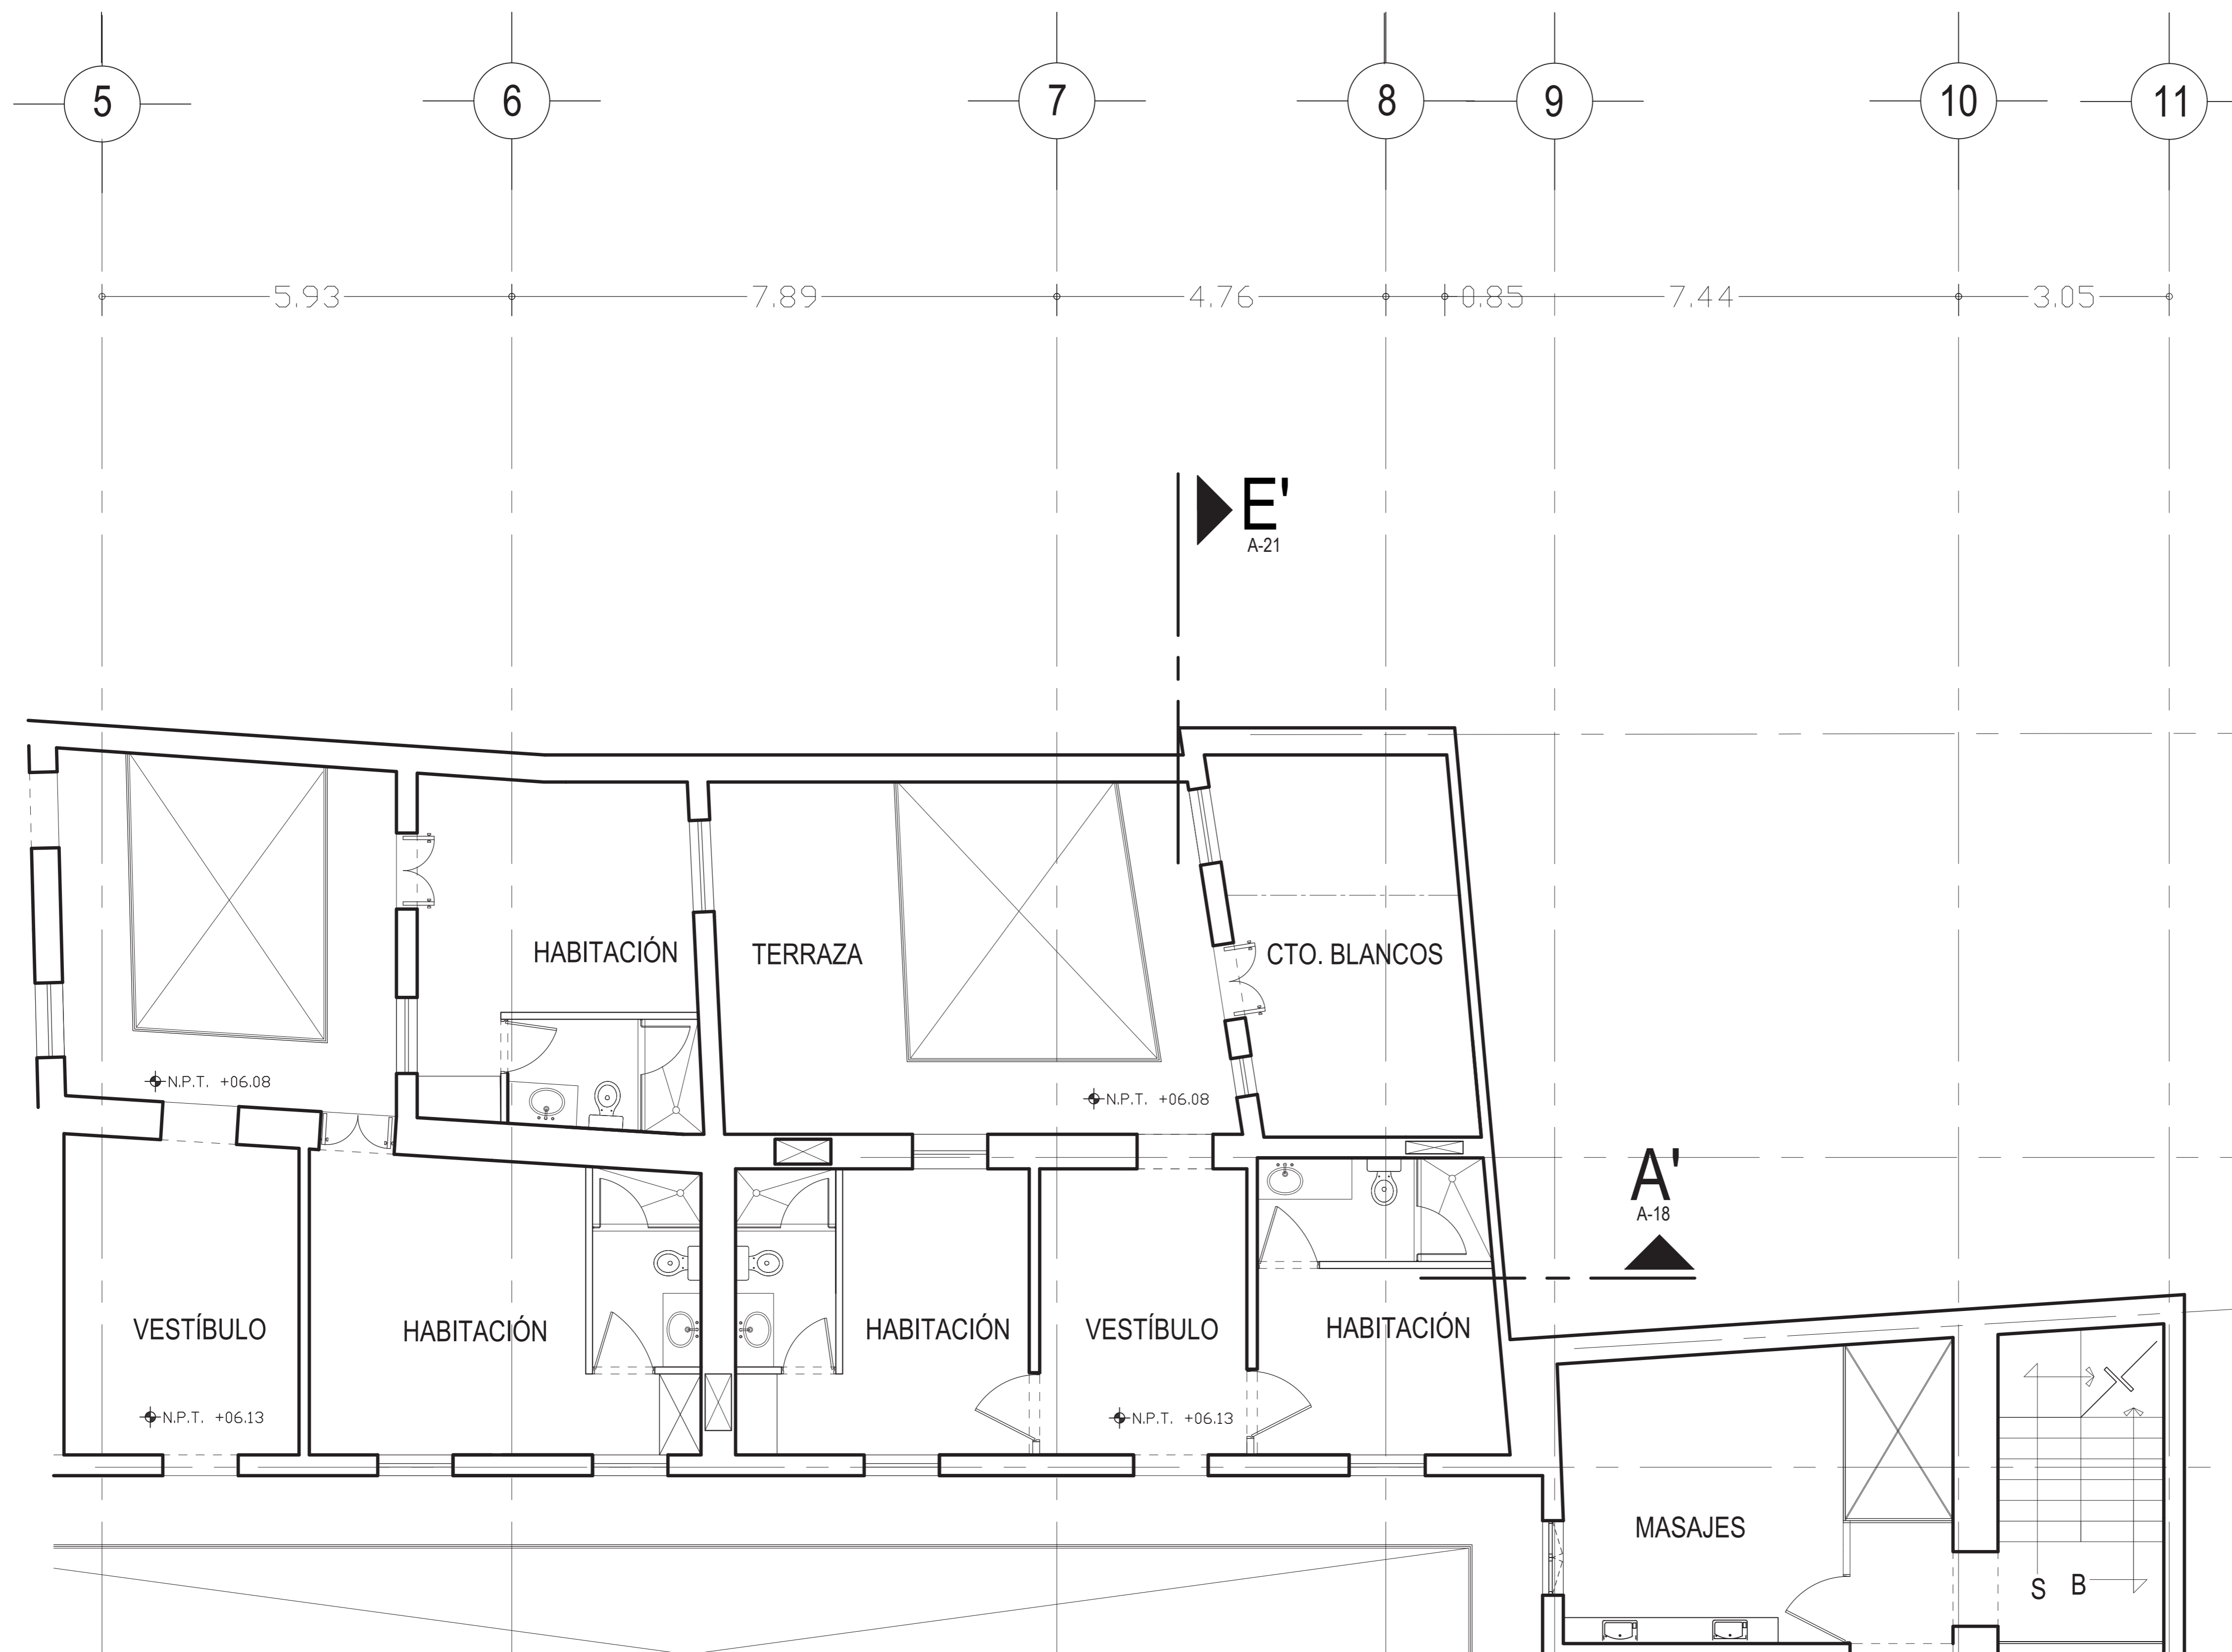 5 6 7 8 9 10 11
5.93 7.89 4.76 0.85 7.44 3.05
E'
A-21
HABITACIÓN TERRAZA CTO. BLANCOS
N.P.T. +06.08 N.P.T. +06.08
A'
A-18
VESTÍBULO HABITACIÓN HABITACIÓN VESTÍBULO HABITACIÓN
N.P.T. +06.13 N.P.T. +06.13
MASAJES
S B